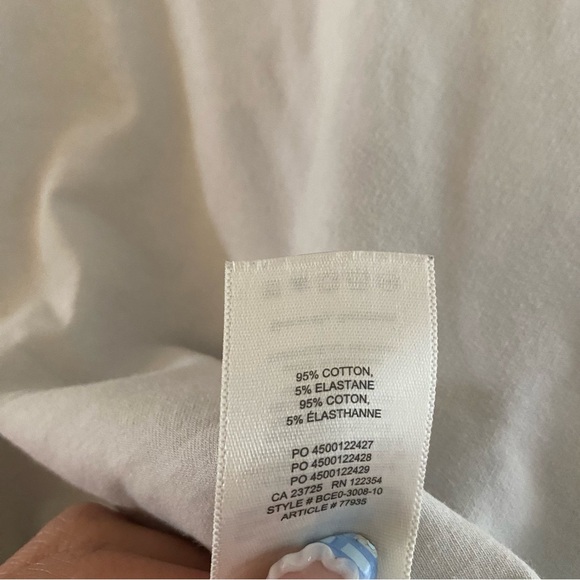 95% COTTON,
5% ELASTANE
95% COTON,
5% ÉLASTHANNE
PO 4500122427
PO 4500122428
PO 4500122429
CA 23725 RN 122354
STYLE # BCE0-3008-10
ARTICLE # 77935